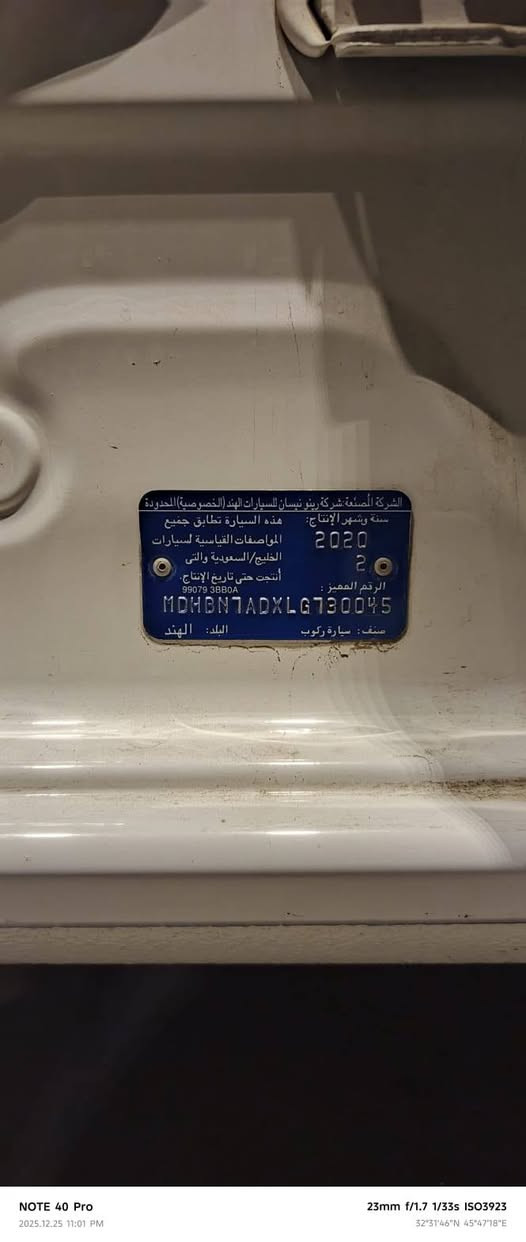 الشركة المصنعة:شركة رينو نيسان للسيارات الهند(الخصوصية)المحدودة
سنة وشهر الإنتاج:
2020
2
هذه السيارة تطابق جميع
المواصفات القياسية لسيارات
الخليج/السعودية والتى
أنتجت حتى تاريخ الإنتاج.
الرقم المميز :
99079 3BB0A
MDHBN7ADXLG730045
صنف: سيارة ركوب
البلد: الهند
NOTE 40 Pro
23mm f/1.7 1/33s ISO3923
2025.12.25 11:01 PM
32°31'46"N 45°47'18"E